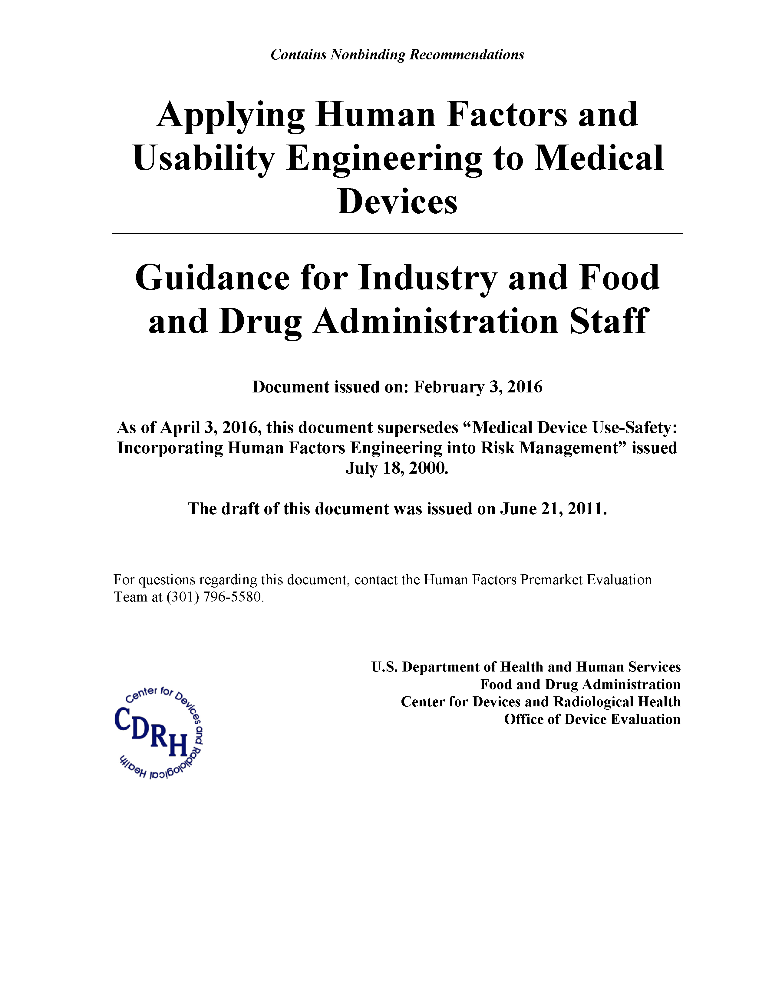 Contains Nonbinding Recommendations
Applying Human Factors and
Usability Engineering to Medical
Devices
Guidance for Industry and Food
and Drug Administration Staff
Document issued on: February 3, 2016
As of April 3, 2016, this document supersedes “Medical Device Use-Safety:
Incorporating Human Factors Engineering into Risk Management” issued
July 18, 2000.
The draft of this document was issued on June 21, 2011.
For questions regarding this document, contact the Human Factors Premarket Evaluation
Team at (301) 796-5580.
U.S. Department of Health and Human Services
Food and Drug Administration
Center for Devices and Radiological Health
Office of Device Evaluation
Center for Devices and Radiological Health
CDRH